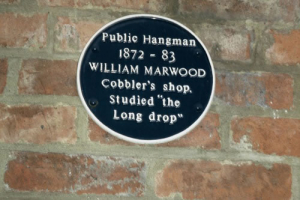 Public Hangman
1872 - 83
WILLIAM MARWOOD
Cobbler's shop.
Studied "the
Long drop"